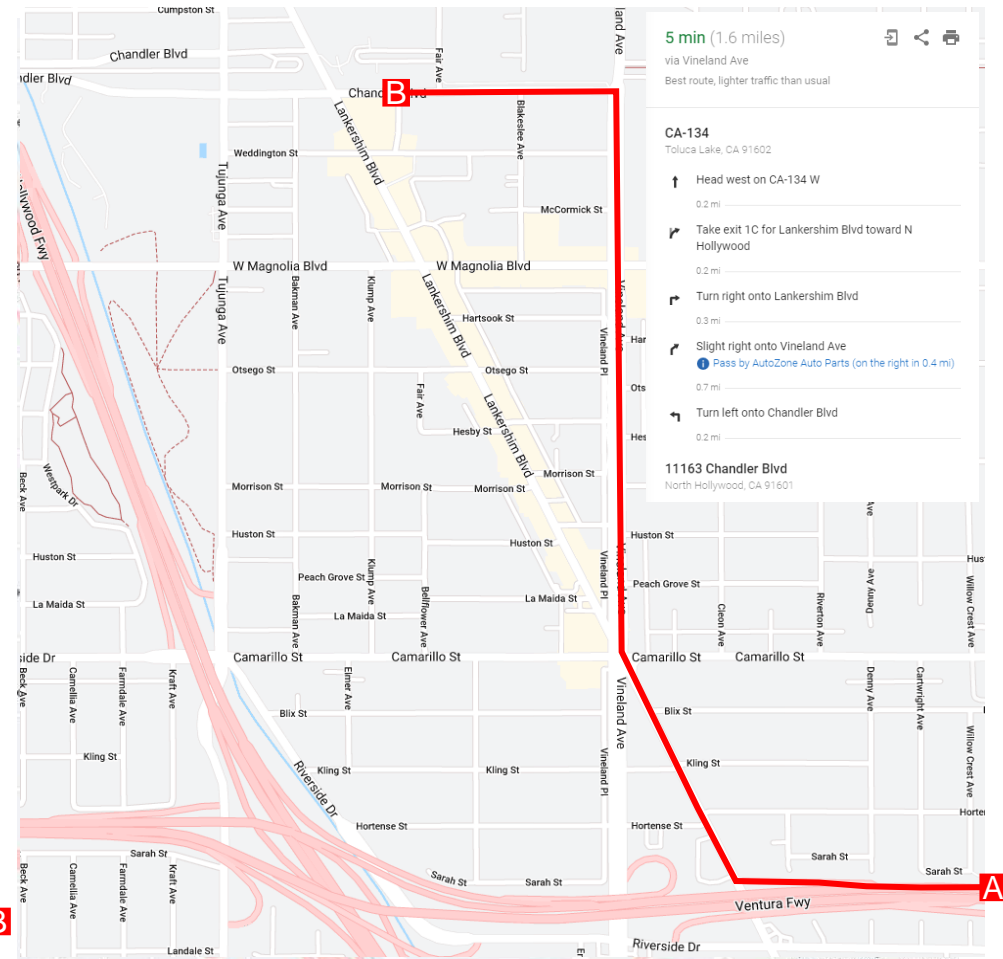 Cumpston St
Chandler Blvd
Fair Ave
5 min (1.6 miles)
via Vineland Ave
Best route, lighter traffic than usual
CA-134
Toluca Lake, CA 91602
Head west on CA-134 W
0.2 mi
Take exit 1C for Lankershim Blvd toward N
Hollywood
0.2 mi
Turn right onto Lankershim Blvd
0.3 mi
Slight right onto Vineland Ave
Pass by AutoZone Auto Parts (on the right in 0.4 mi)
0.7 mi
Turn left onto Chandler Blvd
0.2 mi
11163 Chandler Blvd
North Hollywood, CA 91601
B
Lankershim Blvd
Blakeslee Ave
Weddington St
Tujunga Ave
McCormick St
W Magnolia Blvd
W Magnolia Blvd
Tujunga Ave
Bakman Ave
Klump Ave
Lankershim Blvd
Hartsook St
Vineland Pl
Otsego St
Otsego St
Fair Ave
Lankershim Blvd
Hesby St
Westpark Dr
Beck Ave
Morrison St
Morrison St
Morrison St
Morrison St
Huston St
Huston St
Huston St
Huston St
Vineland Pl
Vineland Ave
Peach Grove St
Peach Grove St
Klump Ave
Bellflower Ave
Bakman Ave
La Maida St
La Maida St
La Maida St
Cleon Ave
Riverton Ave
Denny Ave
Willow Crest Ave
Camarillo St
Camarillo St
Camarillo St
Camarillo St
Beck Ave
Camellia Ave
Farmdale Ave
Kraft Ave
Elmer Ave
Vineland Ave
Denny Ave
Cartwright Ave
Willow Crest Ave
Blix St
Blix St
Kling St
Kling St
Kling St
Kling St
Riverside Dr
Vineland Pl
Hortense St
Hortense St
Sarah St
Sarah St
Sarah St
Sarah St
Sarah St
Beck Ave
Camellia Ave
Farmdale Ave
Kraft Ave
A
Ventura Fwy
Landale St
Riverside Dr